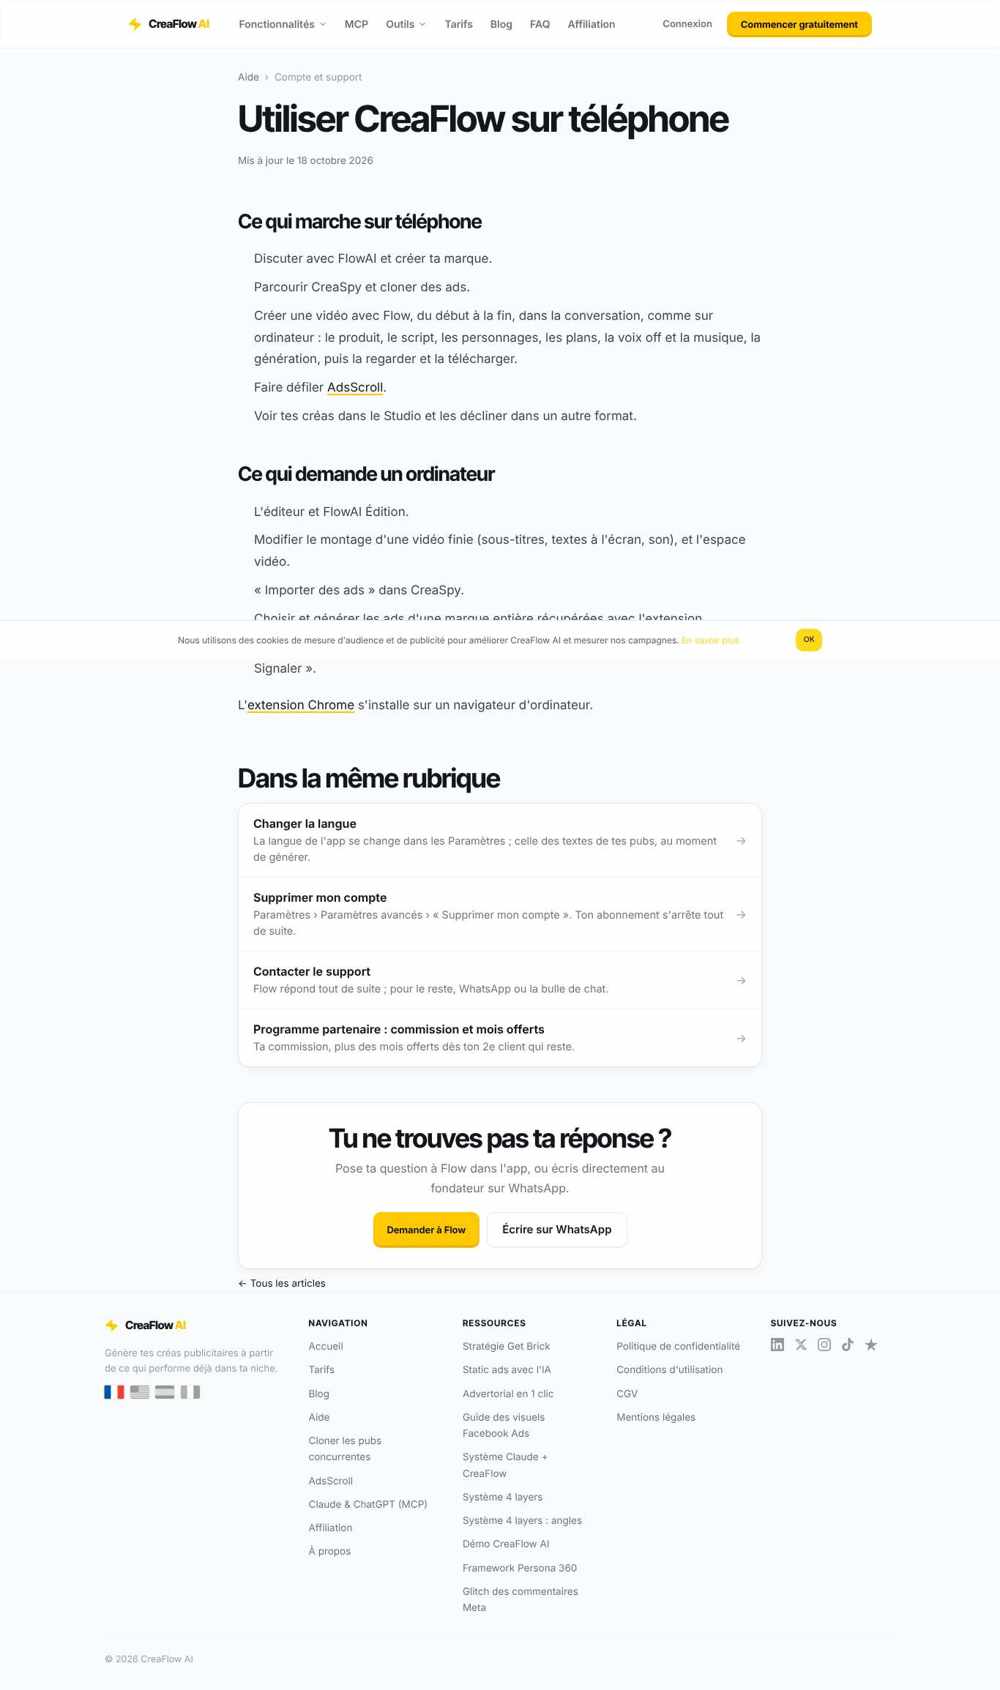 CreaFlow AI
Fonctionnalités
MCP
Outils
Tarifs
Blog
FAQ
Affiliation
Connexion
Commencer gratuitement
Aide › Compte et support
Utiliser CreaFlow sur téléphone
Mis à jour le 18 octobre 2026
Ce qui marche sur téléphone
Discuter avec FlowAI et créer ta marque.
Parcourir CreaSpy et cloner des ads.
Créer une vidéo avec Flow, du début à la fin, dans la conversation, comme sur
ordinateur : le produit, le script, les personnages, les plans, la voix off et la musique, la
génération, puis la regarder et la télécharger.
Faire défiler AdsScroll.
Voir tes créas dans le Studio et les décliner dans un autre format.
Ce qui demande un ordinateur
L'éditeur et FlowAI Édition.
Modifier le montage d'une vidéo finie (sous-titres, textes à l'écran, son), et l'espace
vidéo.
« Importer des ads » dans CreaSpy.
Choisir et générer les ads d'une marque entière récupérées avec l'extension
Nous utilisons des cookies de mesure d'audience et de publicité pour améliorer CreaFlow AI et mesurer nos campagnes. En savoir plus
OK
Signaler ».
L'extension Chrome s'installe sur un navigateur d'ordinateur.
Dans la même rubrique
Changer la langue
La langue de l'app se change dans les Paramètres ; celle des textes de tes pubs, au moment
de générer.
→
Supprimer mon compte
Paramètres › Paramètres avancés › « Supprimer mon compte ». Ton abonnement s'arrête tout
de suite.
→
Contacter le support
Flow répond tout de suite ; pour le reste, WhatsApp ou la bulle de chat.
→
Programme partenaire : commission et mois offerts
Ta commission, plus des mois offerts dès ton 2e client qui reste.
→
Tu ne trouves pas ta réponse ?
Pose ta question à Flow dans l'app, ou écris directement au
fondateur sur WhatsApp.
Demander à Flow
Écrire sur WhatsApp
← Tous les articles
CreaFlow AI
Génère tes créas publicitaires à partir
de ce qui performe déjà dans ta niche.
NAVIGATION
Accueil
Tarifs
Blog
Aide
Cloner les pubs
concurrentes
AdsScroll
Claude & ChatGPT (MCP)
Affiliation
À propos
RESSOURCES
Stratégie Get Brick
Static ads avec l'IA
Advertorial en 1 clic
Guide des visuels
Facebook Ads
Système Claude +
CreaFlow
Système 4 layers
Système 4 layers : angles
Démo CreaFlow AI
Framework Persona 360
Glitch des commentaires
Meta
LÉGAL
Politique de confidentialité
Conditions d'utilisation
CGV
Mentions légales
SUIVEZ-NOUS
© 2026 CreaFlow AI